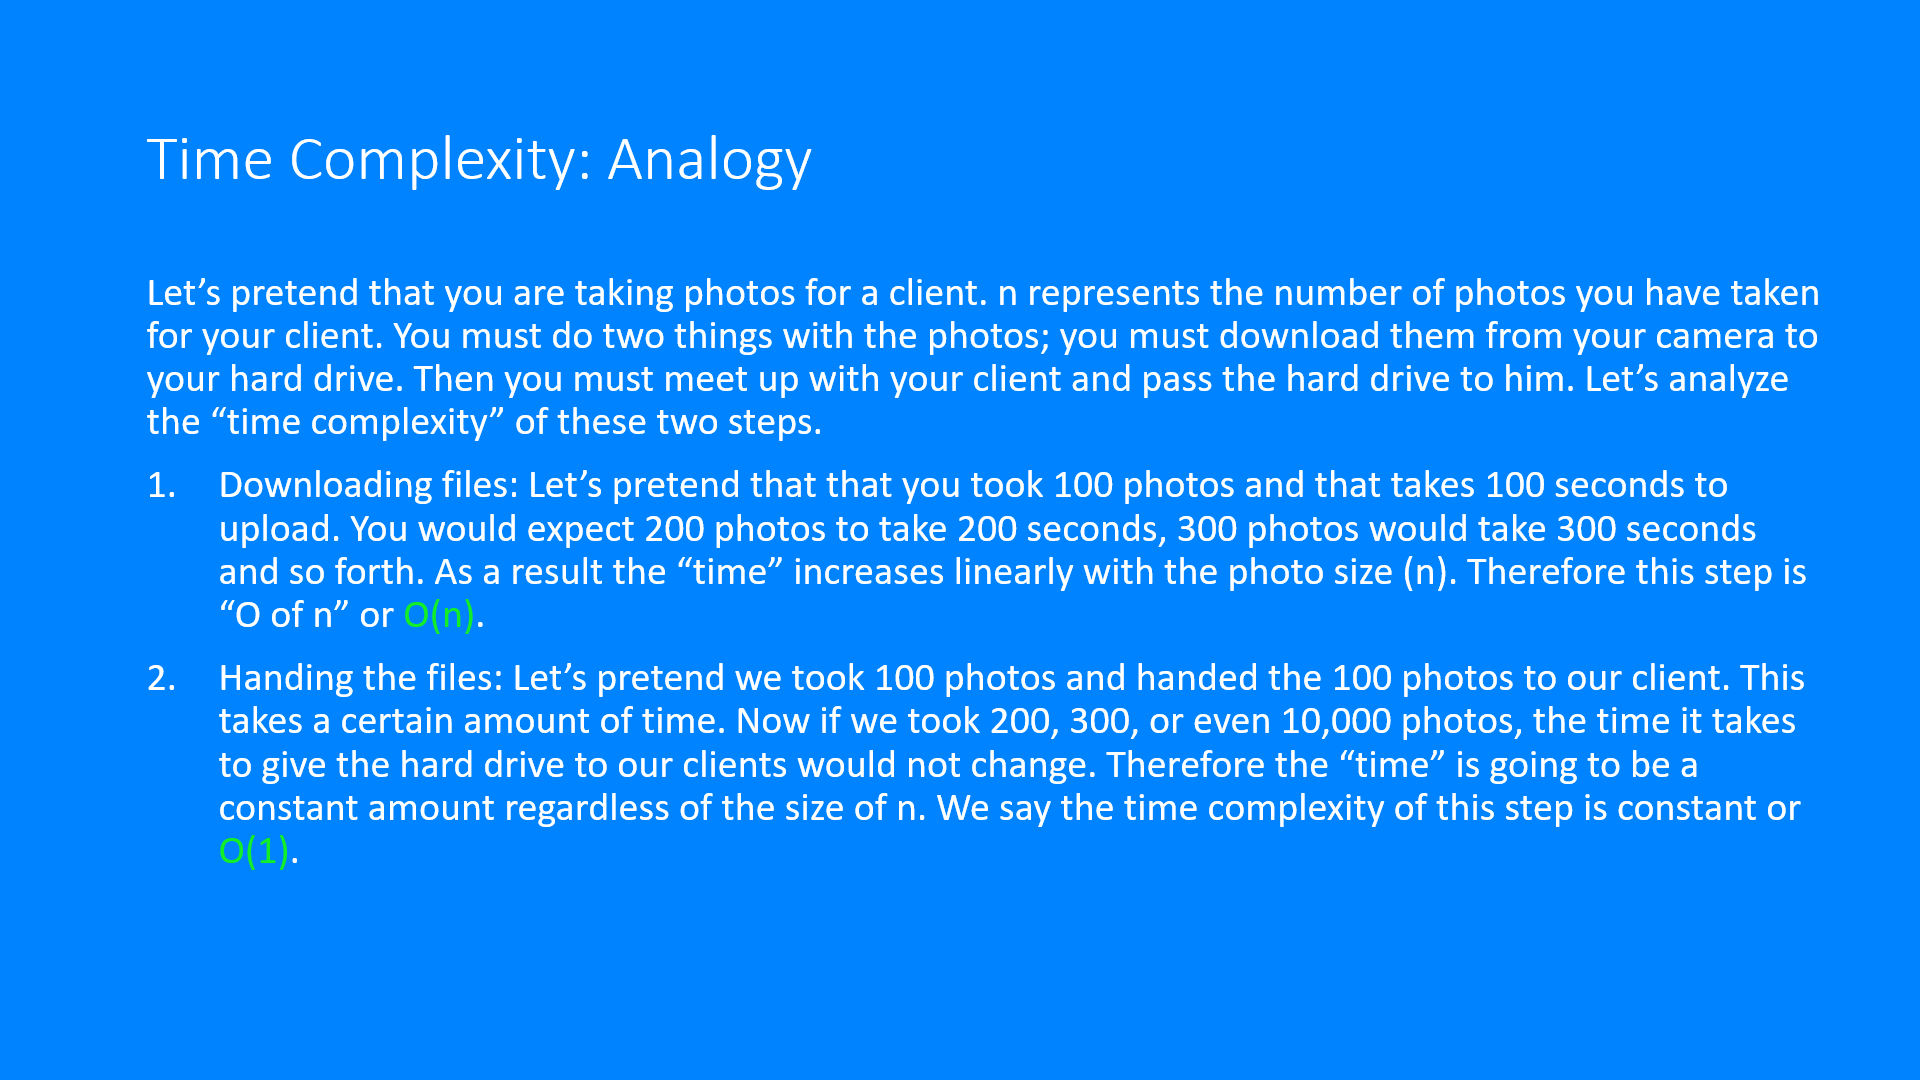 Time Complexity: Analogy
Let’s pretend that you are taking photos for a client. n represents the number of photos you have taken
for your client. You must do two things with the photos; you must download them from your camera to
your hard drive. Then you must meet up with your client and pass the hard drive to him. Let’s analyze
the “time complexity” of these two steps.
1. Downloading files: Let’s pretend that that you took 100 photos and that takes 100 seconds to
upload. You would expect 200 photos to take 200 seconds, 300 photos would take 300 seconds
and so forth. As a result the “time” increases linearly with the photo size (n). Therefore this step is
“O of n” or O(n).
2. Handing the files: Let’s pretend we took 100 photos and handed the 100 photos to our client. This
takes a certain amount of time. Now if we took 200, 300, or even 10,000 photos, the time it takes
to give the hard drive to our clients would not change. Therefore the “time” is going to be a
constant amount regardless of the size of n. We say the time complexity of this step is constant or
O(1).